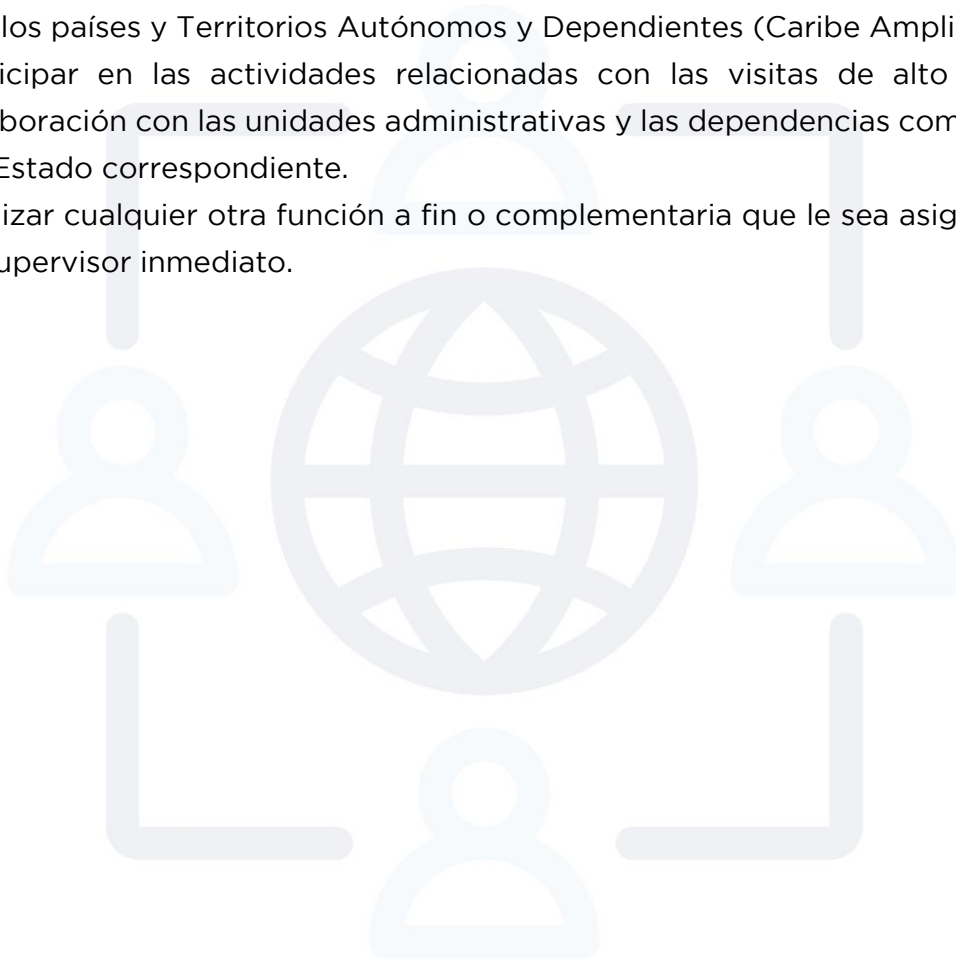 los países y Territorios Autónomos y Dependientes (Caribe Ampli
icipar en las actividades relacionadas con las visitas de alto
boración con las unidades administrativas y las dependencias com
Estado correspondiente.
izar cualquier otra función a fin o complementaria que le sea asig
upervisor inmediato.